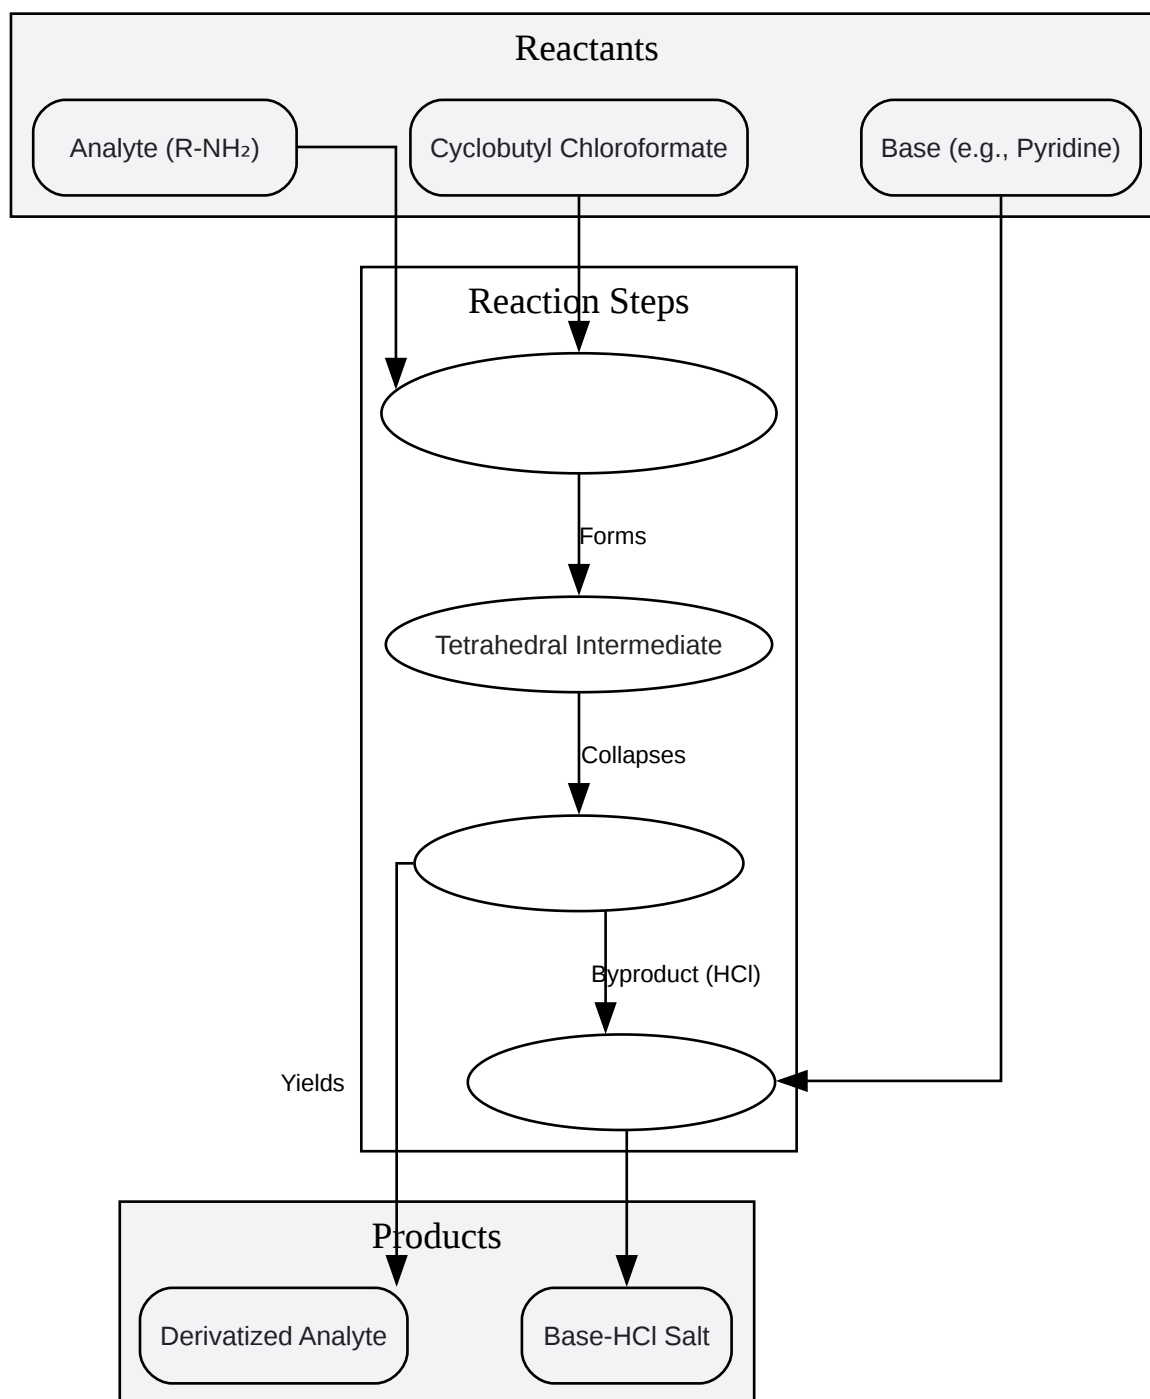 Reactants
Analyte (R-NH₂)
Cyclobutyl Chloroformate
Base (e.g., Pyridine)
Reaction Steps
Forms
Tetrahedral Intermediate
Collapses
Byproduct (HCl)
Yields
Products
Derivatized Analyte
Base-HCl Salt